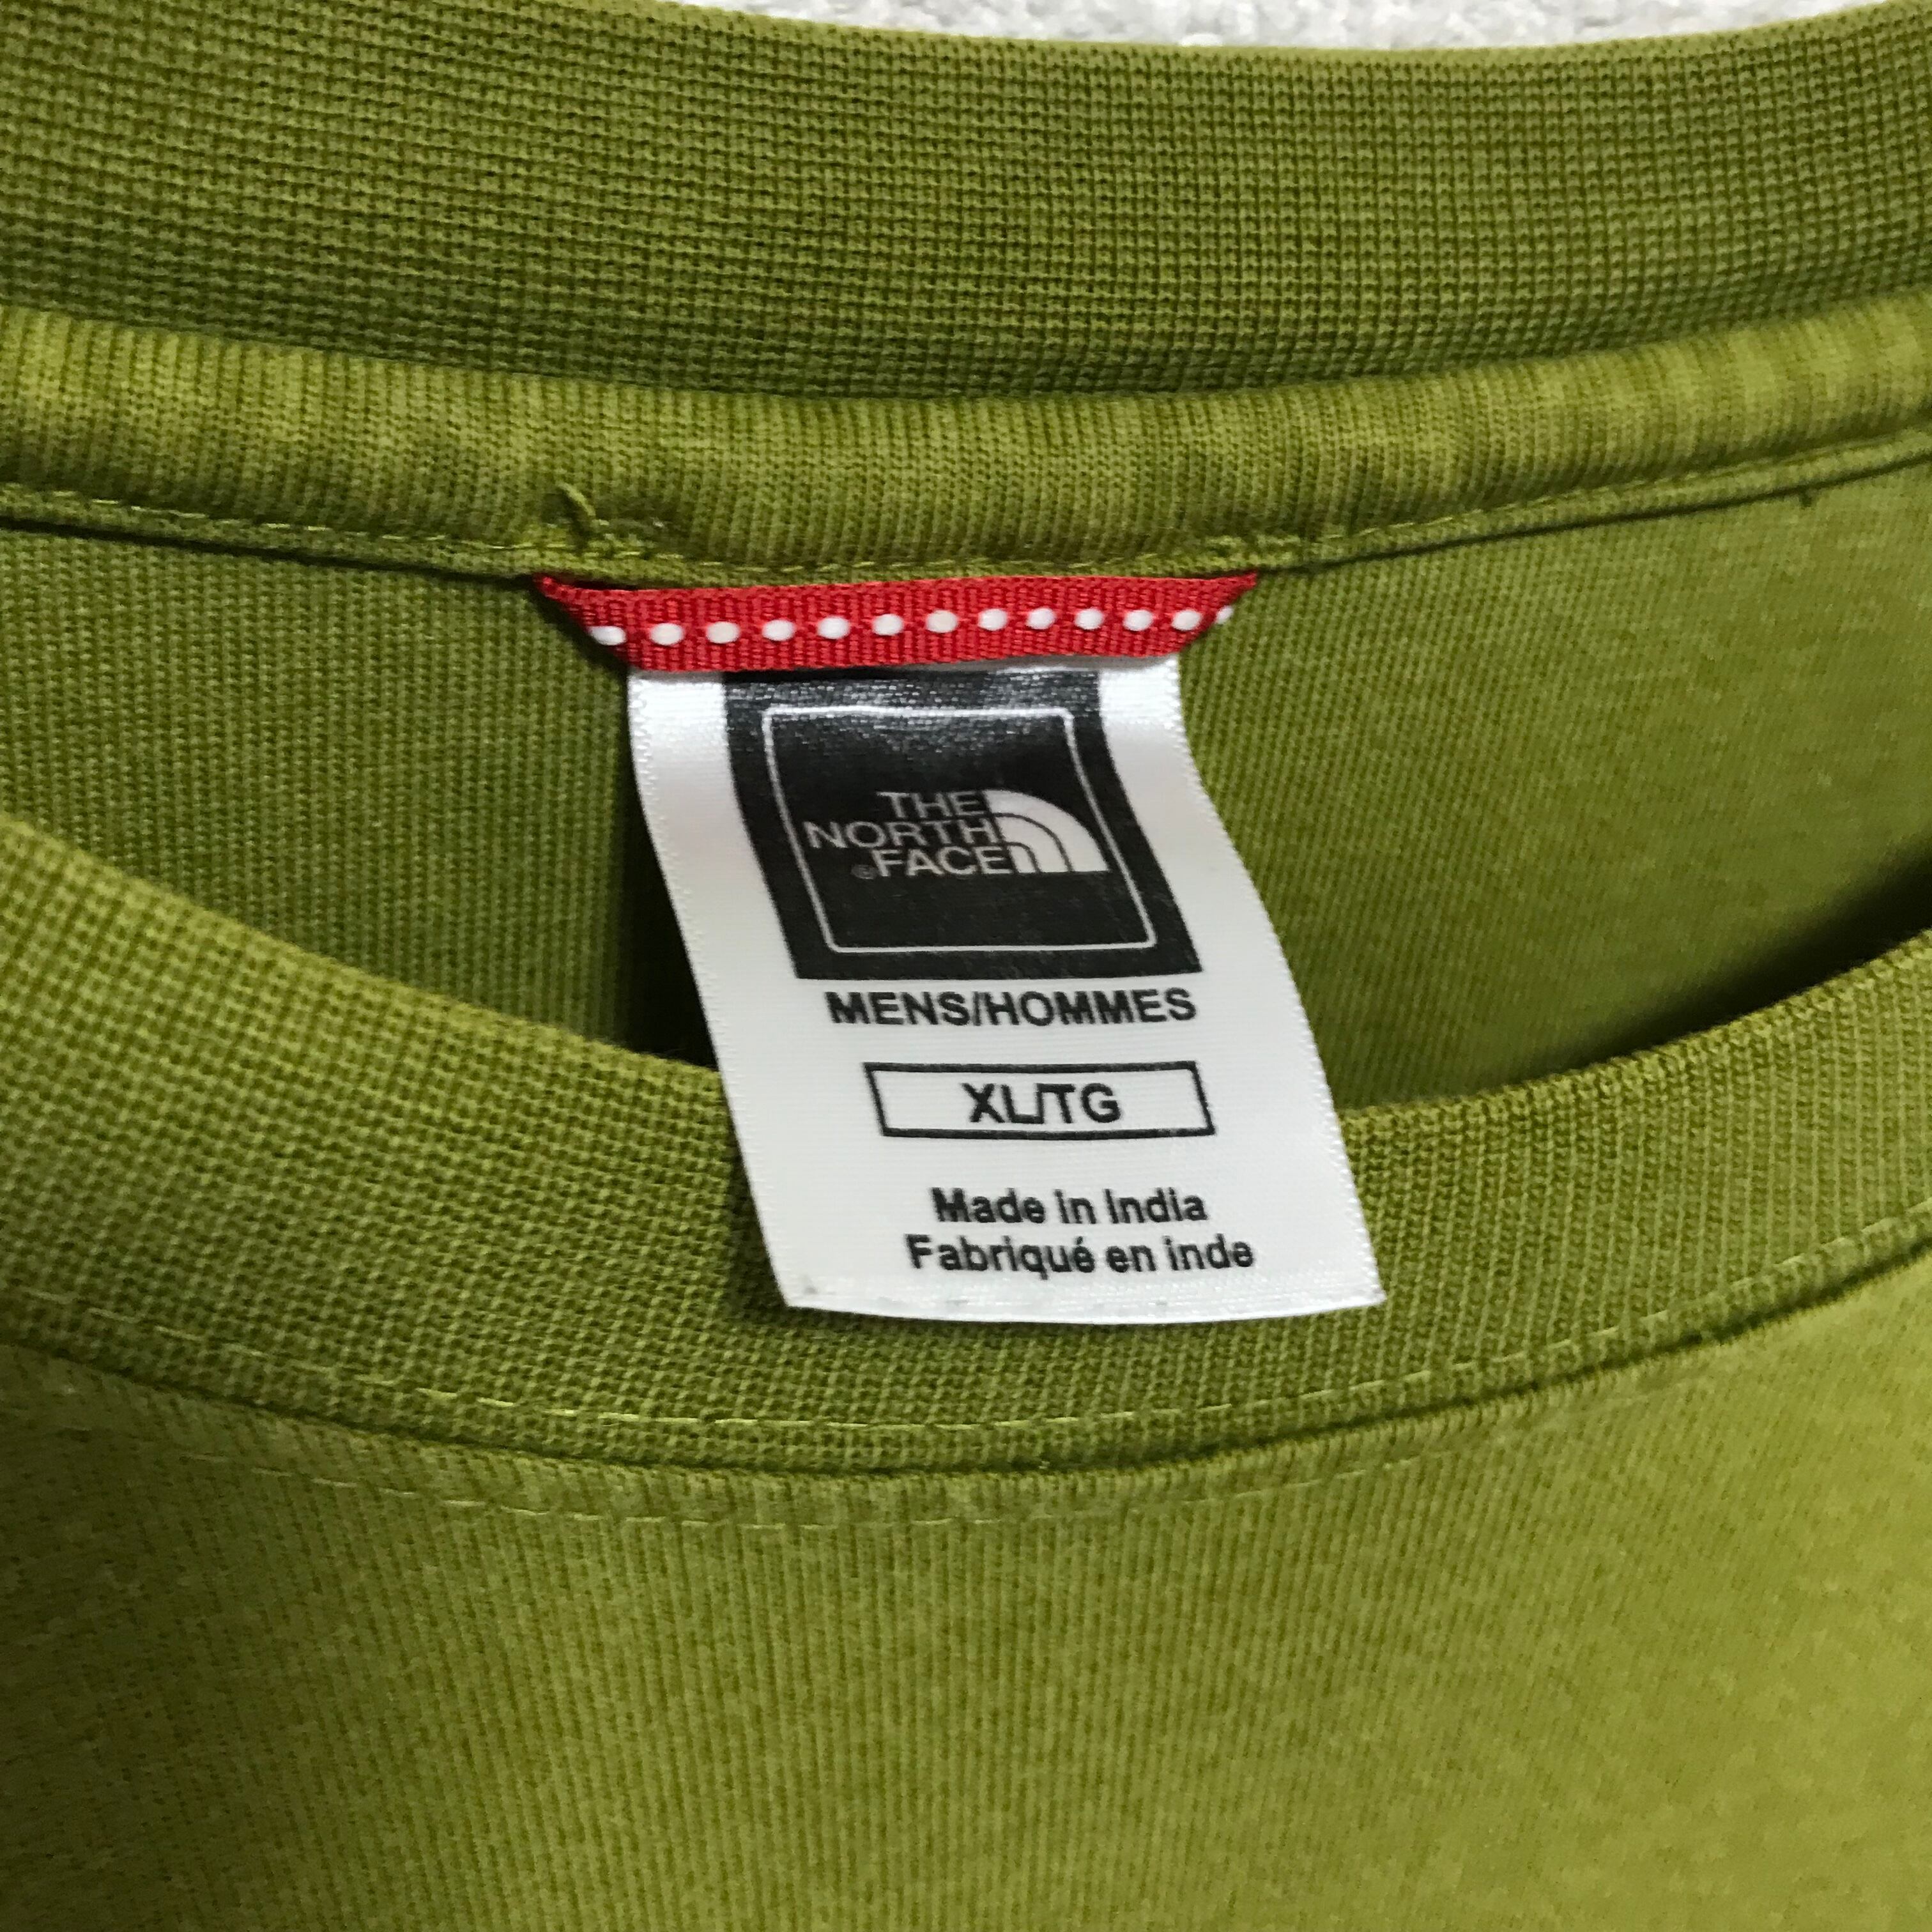 THE
NORTH
®FACE
MENS/HOMMES
XL/TG
Made in India
Fabriqué en inde